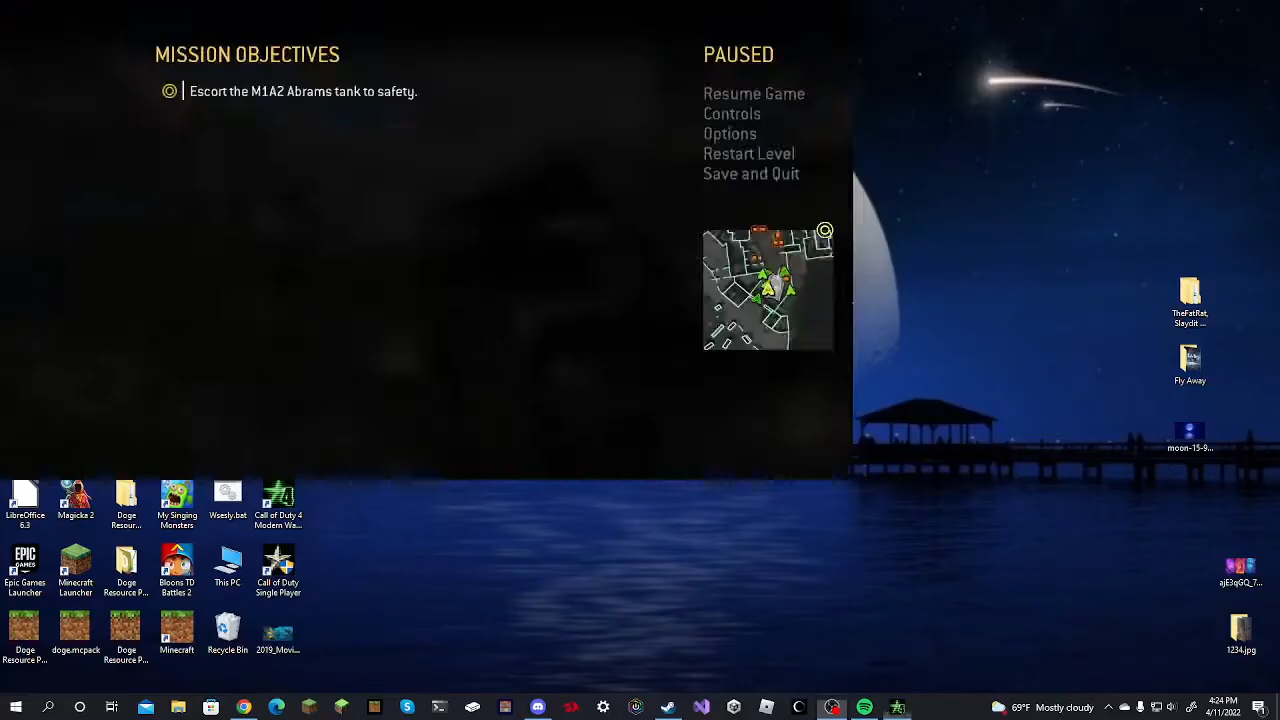 MISSION OBJECTIVES
Escort the M1A2 Abrams tank to safety.
PAUSED
Resume Game
Controls
Options
Restart Level
Save and Quit
TheFatRat,
Slaydit ...
Fly Away
moon-15-9...
LibreOffice
6.3
Magicka 2
Doge
Resour...
My Singing
Monsters
Wsesly.bat
Call of Duty 4
Modern Wa...
EPIC
GAMES
Epic Games
Launcher
Minecraft
Launcher
Doge
Resource P...
Bloons TD
Battles 2
This PC
Call of Duty
Single Player
Doge
Resource P...
doge.mcpack
Doge
Resource P...
Minecraft
Recycle Bin
2019_Movi...
ajE3qGQ_7...
1234.jpg
69°F Mostly cloudy
4:24 PM
4/11/2022